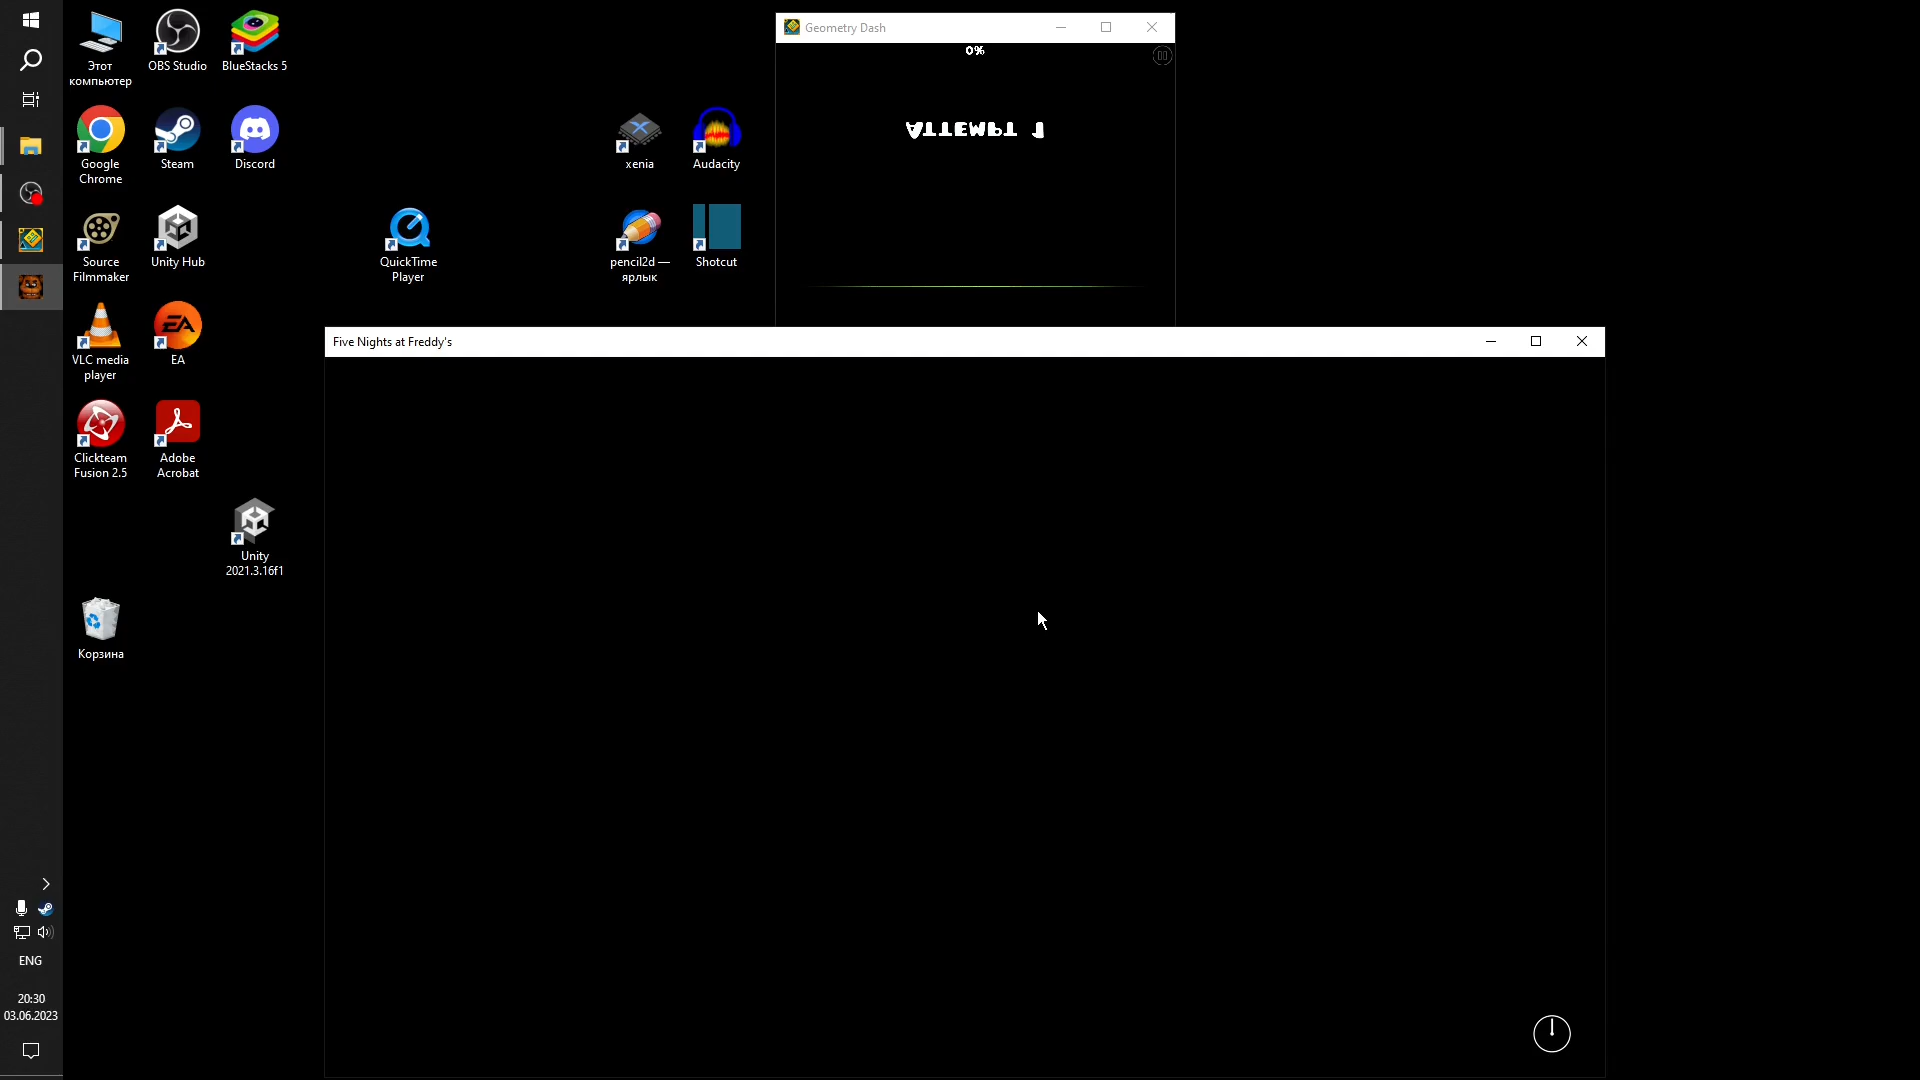 Этот
компьютер
OBS Studio
BlueStacks 5
Google
Chrome
Steam
Discord
xenia
Audacity
Source
Filmmaker
Unity Hub
QuickTime
Player
pencil2d —
ярлык
Shotcut
VLC media
player
EA
Clickteam
Fusion 2.5
Adobe
Acrobat
Unity
2021.3.16f1
Корзина
Geometry Dash
0%
ATTEMPT 1
Five Nights at Freddy's
ENG
20:30
03.06.2023